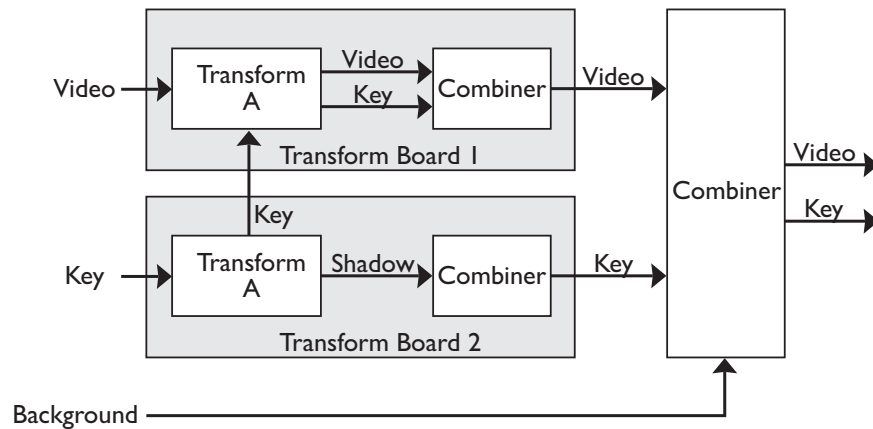 Video
Transform
A
Video
Key
Combiner
Video
Transform Board 1
Key
Key
Transform
A
Shadow
Combiner
Key
Transform Board 2
Combiner
Video
Key
Background